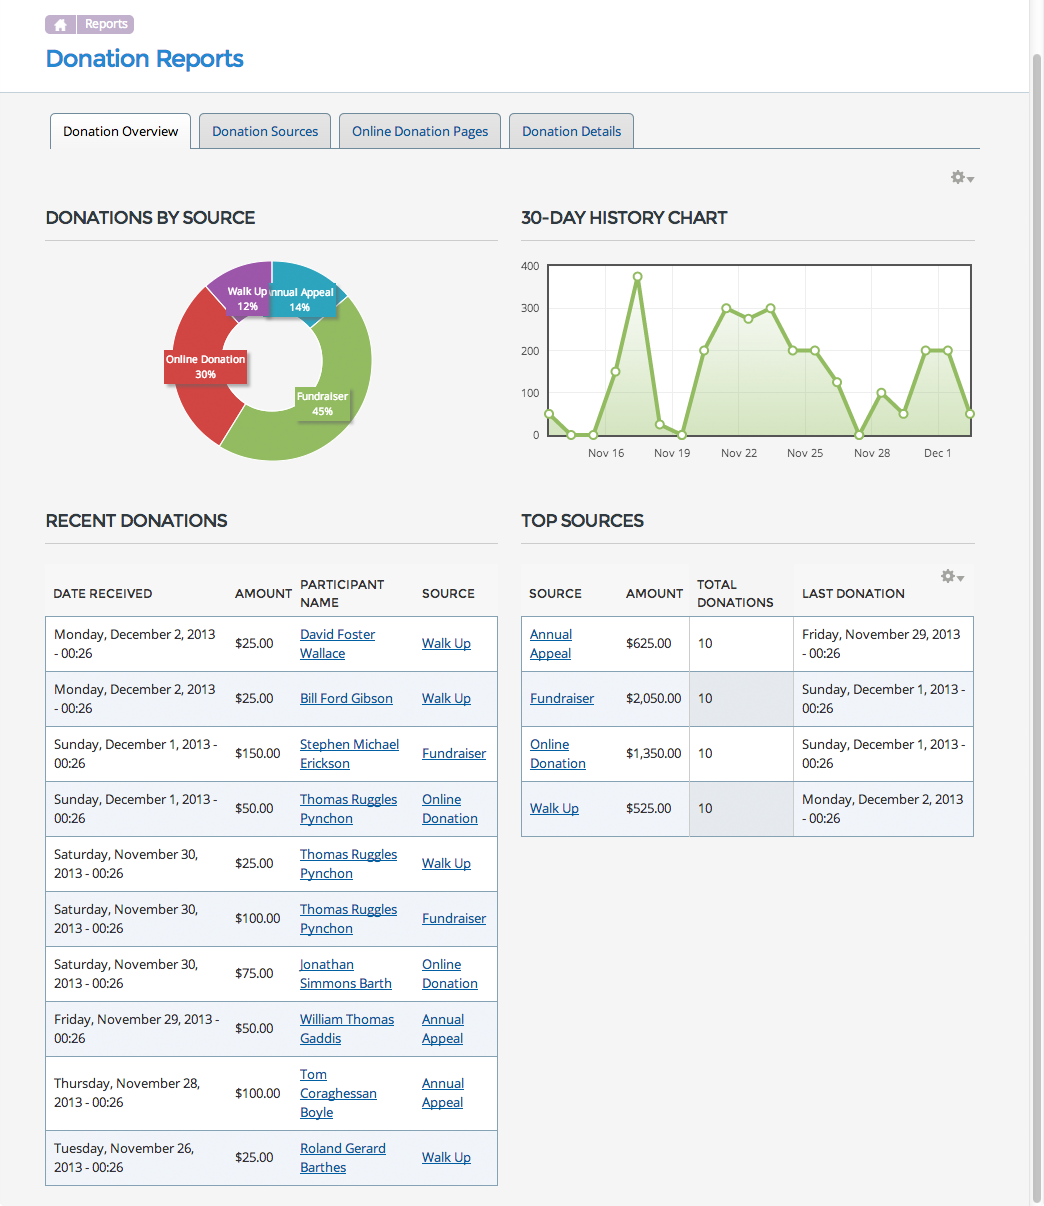 Reports
Donation Reports
Donation Overview
Donation Sources
Online Donation Pages
Donation Details
DONATIONS BY SOURCE
Walk Up
12%
nnual Appeal
14%
Online Donation
30%
Fundraiser
45%
30-DAY HISTORY CHART
400
300
200
100
0
Nov 16
Nov 19
Nov 22
Nov 25
Nov 28
Dec 1
RECENT DONATIONS
DATE RECEIVED
AMOUNT
PARTICIPANT
NAME
SOURCE
Monday, December 2, 2013
- 00:26
$25.00
David Foster
Wallace
Walk Up
Monday, December 2, 2013
- 00:26
$25.00
Bill Ford Gibson
Walk Up
Sunday, December 1, 2013 -
00:26
$150.00
Stephen Michael
Erickson
Fundraiser
Sunday, December 1, 2013 -
00:26
$50.00
Thomas Ruggles
Pynchon
Online
Donation
Saturday, November 30,
2013 - 00:26
$25.00
Thomas Ruggles
Pynchon
Walk Up
Saturday, November 30,
2013 - 00:26
$100.00
Thomas Ruggles
Pynchon
Fundraiser
Saturday, November 30,
2013 - 00:26
$75.00
Jonathan
Simmons Barth
Online
Donation
Friday, November 29, 2013 -
00:26
$50.00
William Thomas
Gaddis
Annual
Appeal
Thursday, November 28,
2013 - 00:26
$100.00
Tom
Coraghessan
Boyle
Annual
Appeal
Tuesday, November 26,
2013 - 00:26
$25.00
Roland Gerard
Barthes
Walk Up
TOP SOURCES
SOURCE
AMOUNT
TOTAL
DONATIONS
LAST DONATION
Annual
Appeal
$625.00
10
Friday, November 29, 2013
- 00:26
Fundraiser
$2,050.00
10
Sunday, December 1, 2013 -
00:26
Online
Donation
$1,350.00
10
Sunday, December 1, 2013 -
00:26
Walk Up
$525.00
10
Monday, December 2, 2013
- 00:26